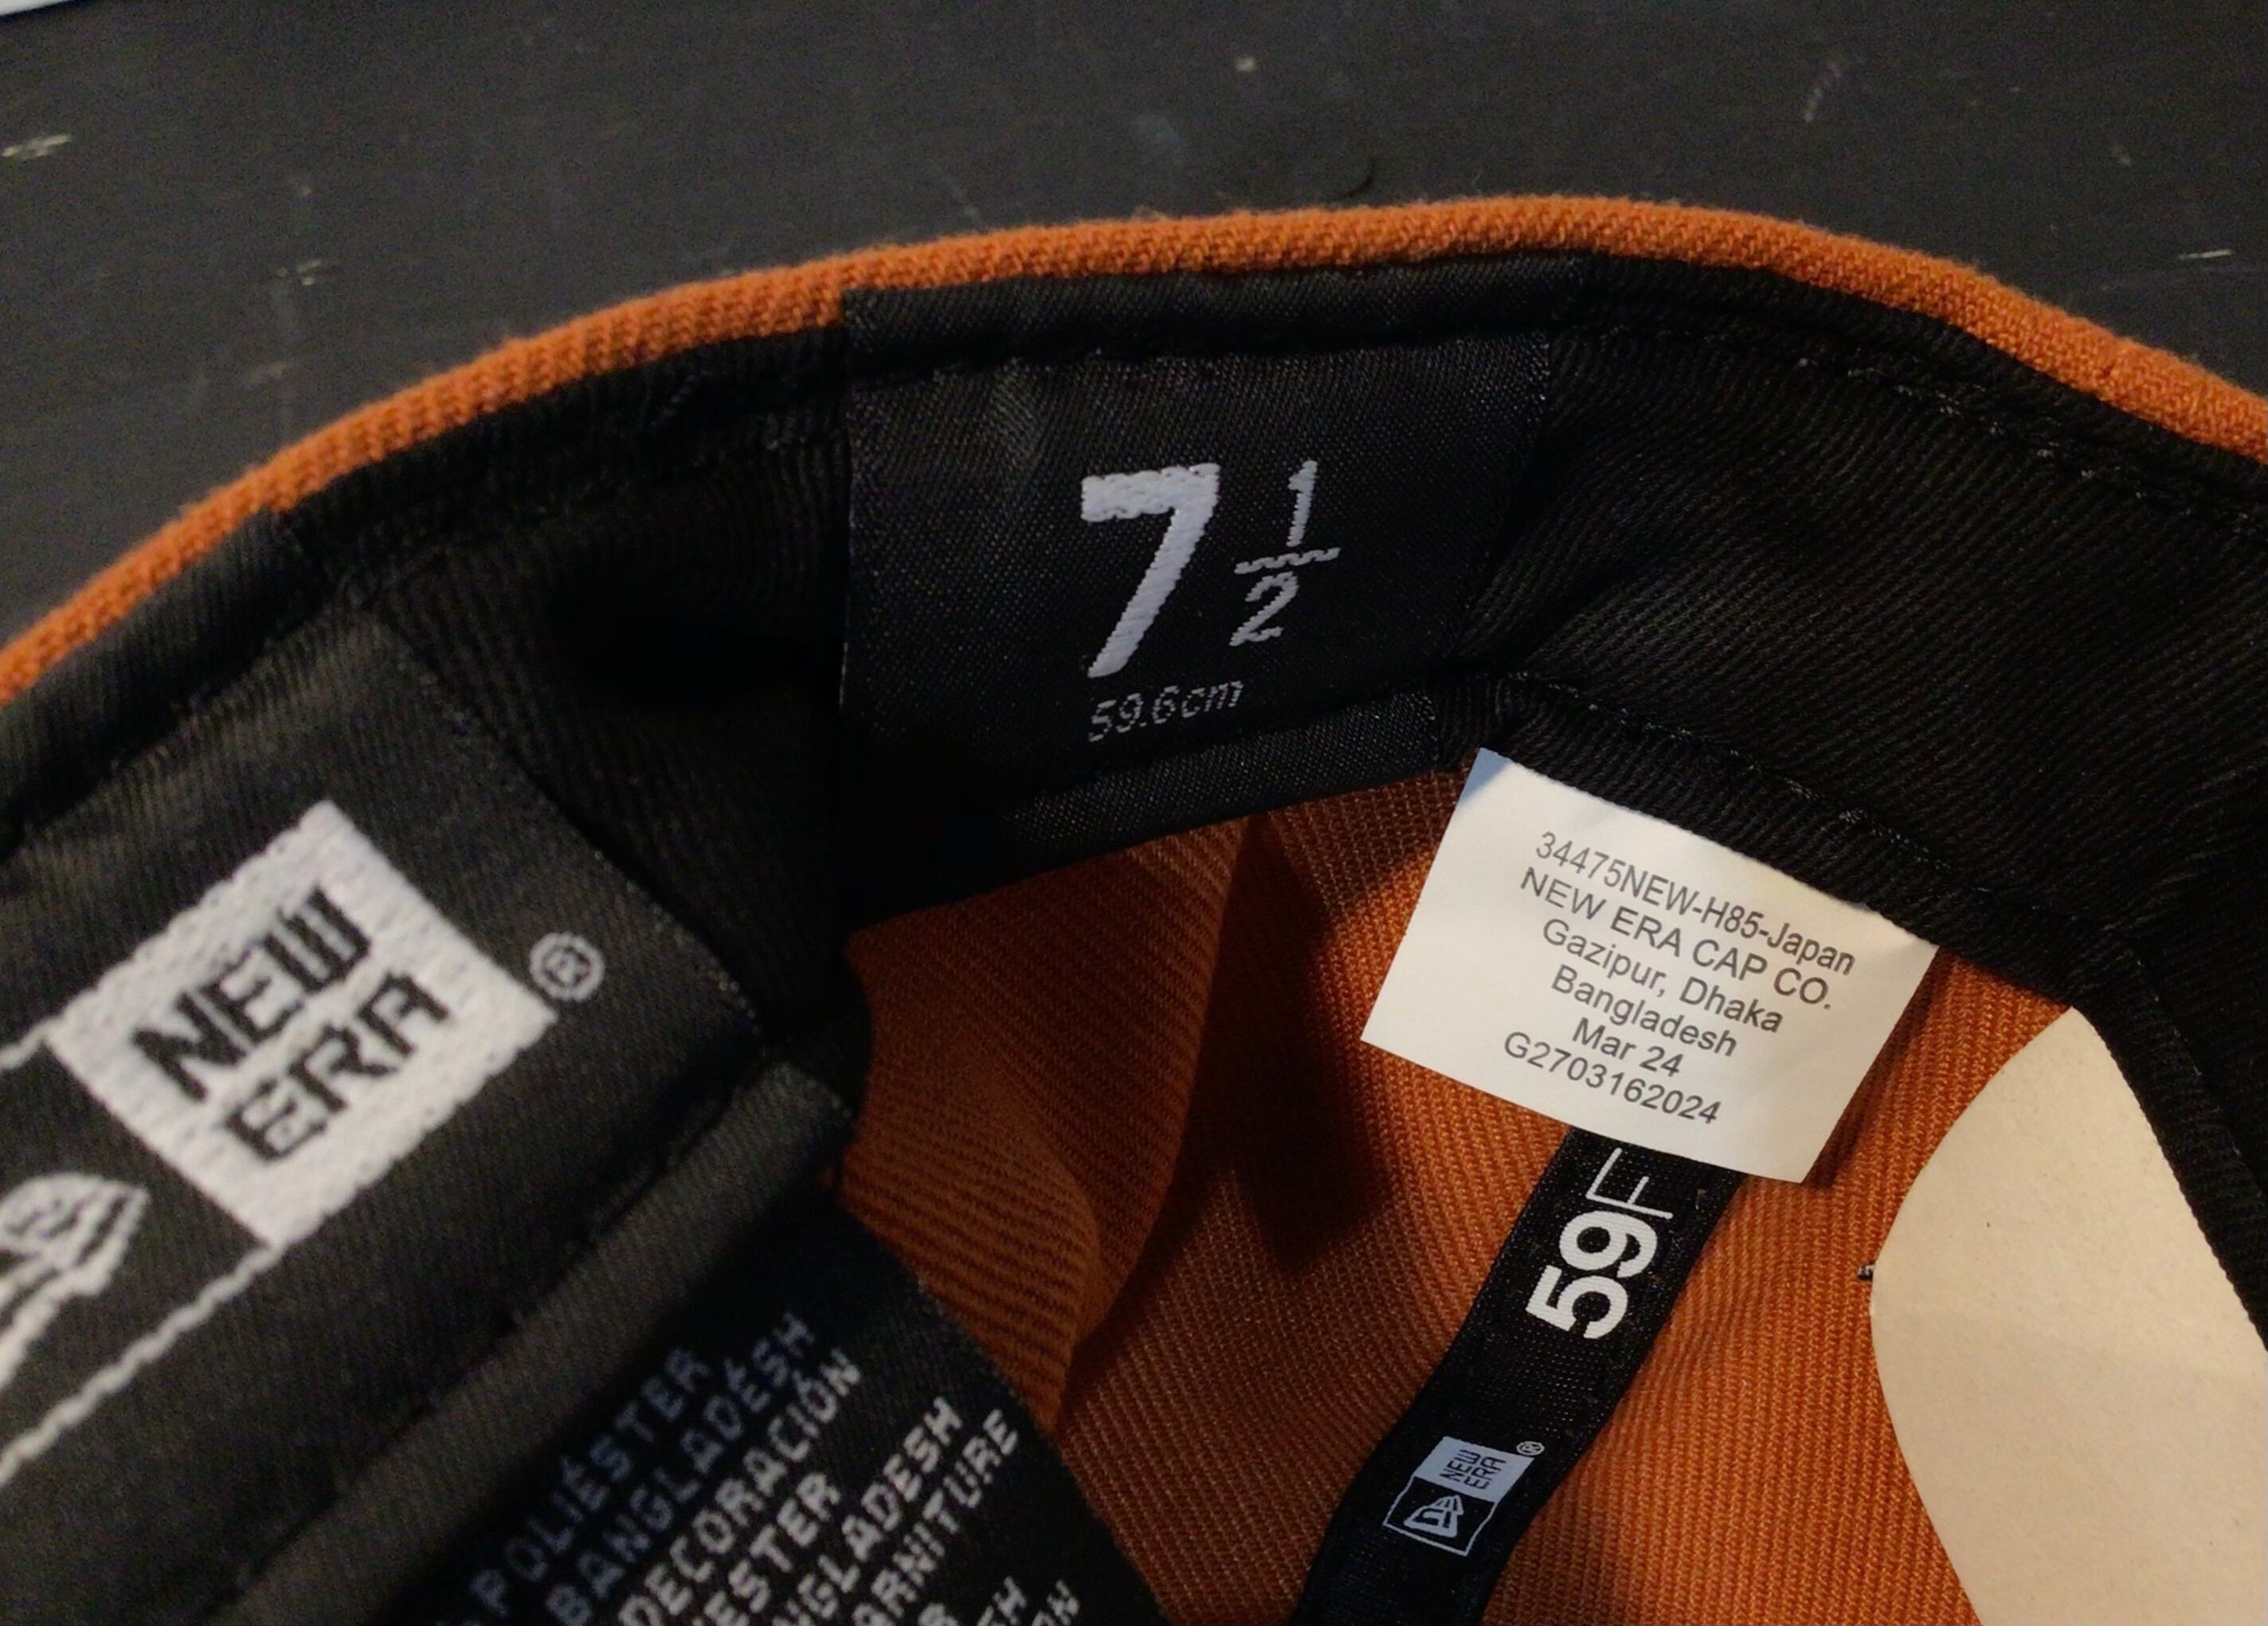 7 1/2
59.6cm
34475NEW-H85-Japan
NEW ERA CAP CO.
Gazipur, Dhaka
Bangladesh
Mar 24
G2703162024
NEW
ERA
®
59F
NEW
ERA
®
POLIÉSTER
BANGLADÉSH
DECORACIÓN
BANGLADESH